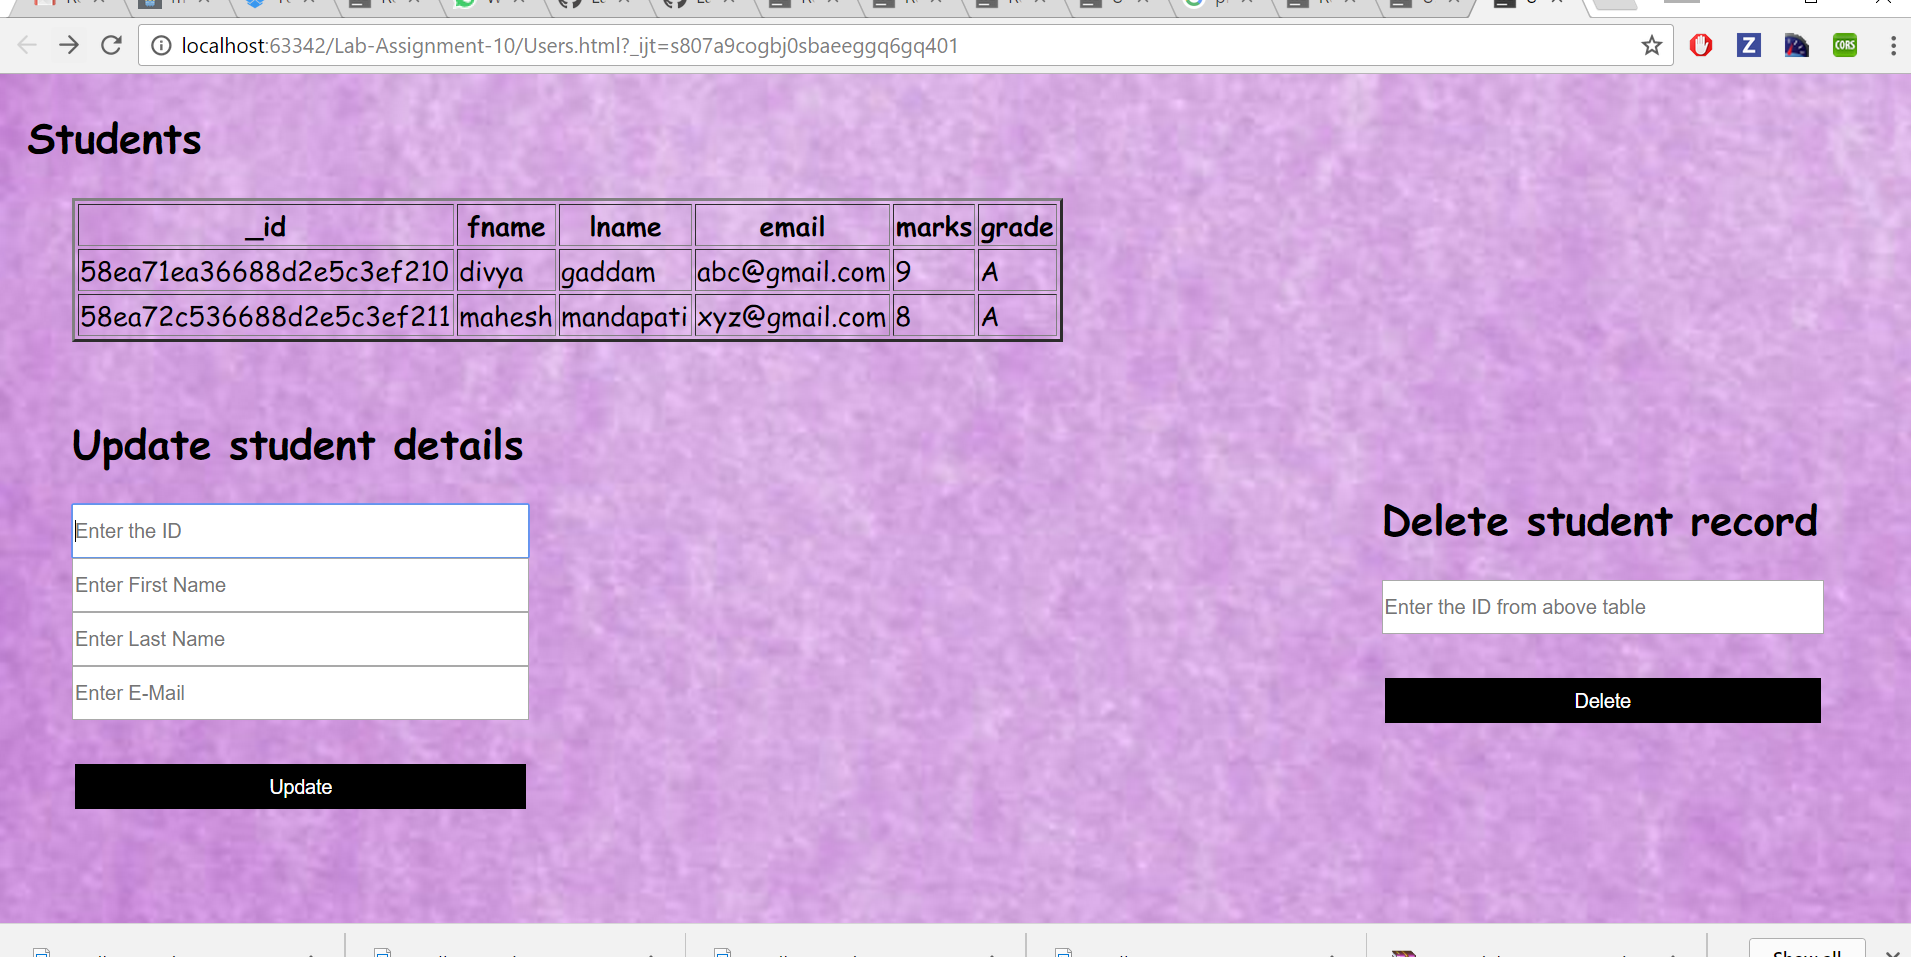 localhost:63342/Lab-Assignment-10/Users.html?_ijt=s807a9cogbj0sbaeeggq6gq401
Z
CORS
Students
_id fname lname email marks grade
58ea71ea36688d2e5c3ef210 divya gaddam abc@gmail.com 9 A
58ea72c536688d2e5c3ef211 mahesh mandapati xyz@gmail.com 8 A
Update student details
Enter the ID
Enter First Name
Enter Last Name
Enter E-Mail
Update
Delete student record
Enter the ID from above table
Delete
Show all